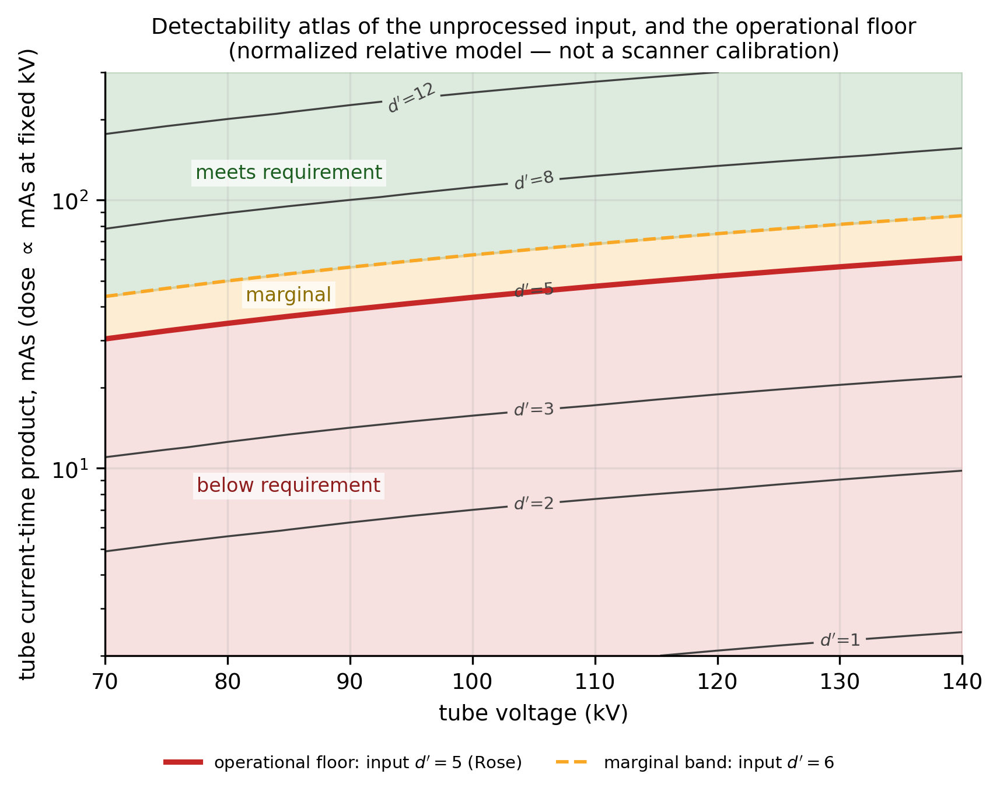 Detectability atlas of the unprocessed input, and the operational floor
(normalized relative model — not a scanner calibration)
tube current-time product, mAs (dose ∝ mAs at fixed kV)
10²
10¹
d′=12
meets requirement
d′=8
marginal
d′=5
d′=3
below requirement
d′=2
d′=1
70 80 90 100 110 120 130 140
tube voltage (kV)
operational floor: input d′ = 5 (Rose)
marginal band: input d′ = 6